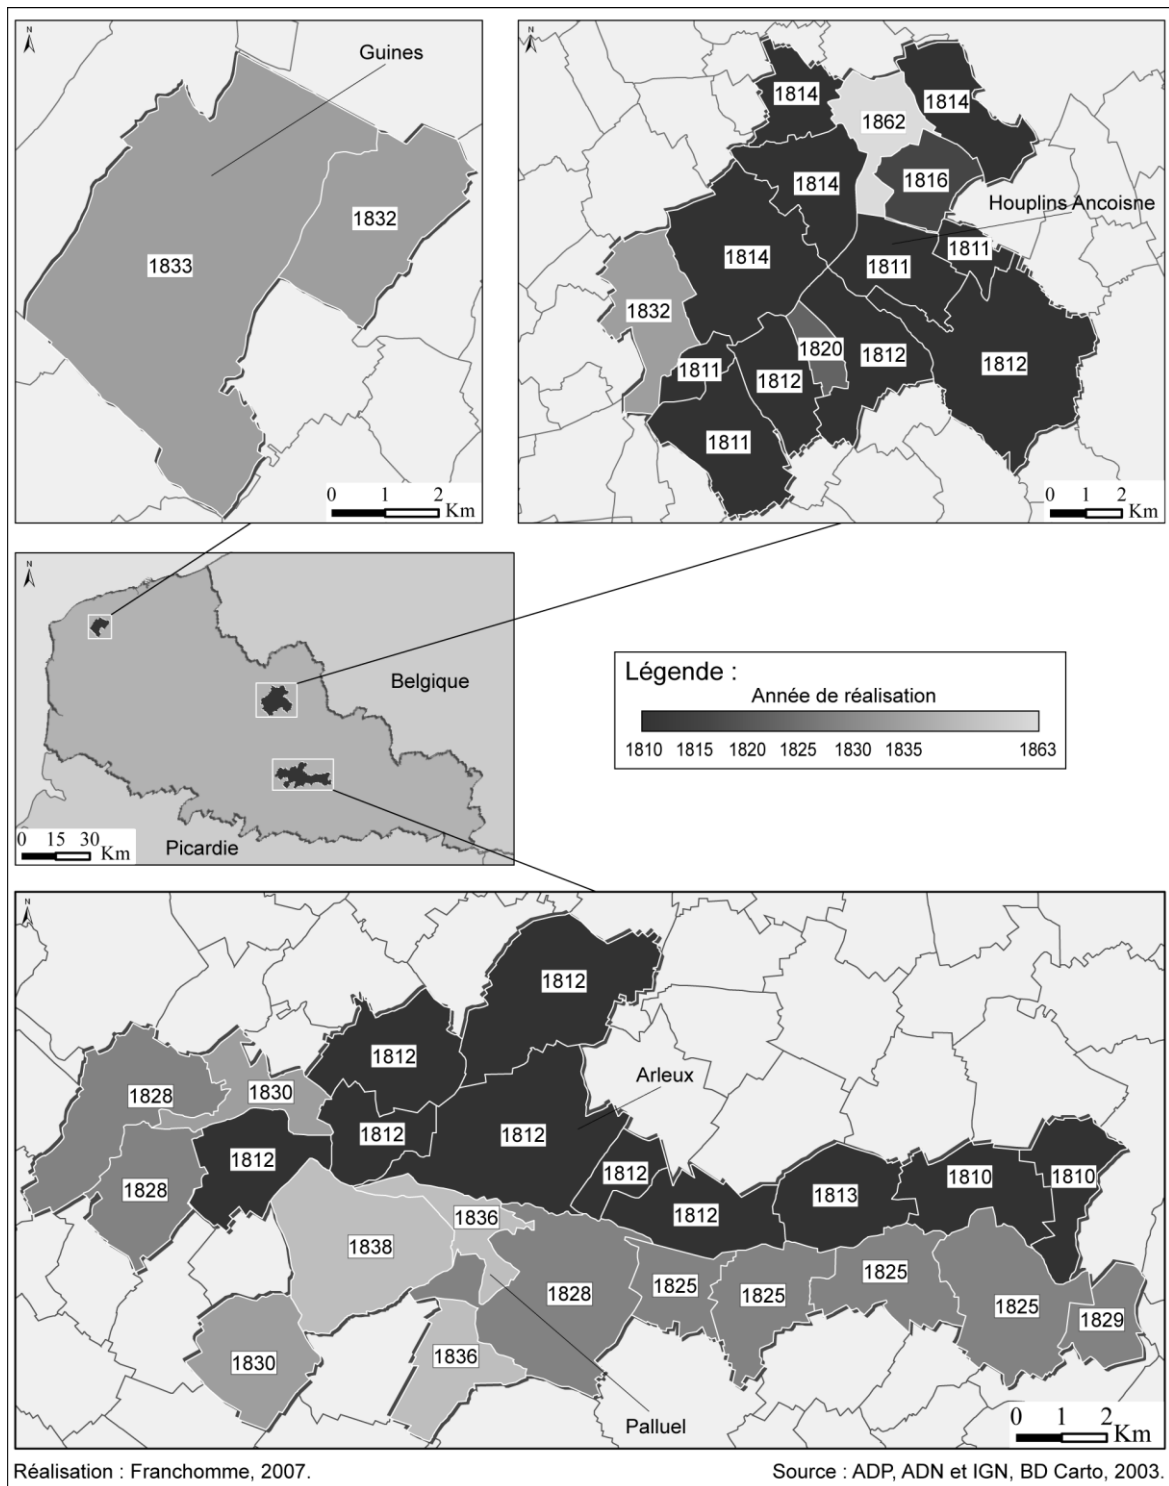 N
Guines
1832
1833
0 1 2
Km
N
1814
1862
1814
1814
1816
Houplins Ancoisne
1811
1814
1811
1832
1820
1812
1811
1812
1812
1811
0 1 2
Km
N
Belgique
Picardie
0 15 30
Km
Légende :
Année de réalisation
1810 1815 1820 1825 1830 1835 1863
N
1812
1812
Arleux
1828
1830
1812
1812
1812
1812
1828
1813
1810
1810
1812
1836
1838
1825
1828
1825
1825
1825
1829
1830
1836
Palluel
0 1 2
Km
Réalisation : Franchomme, 2007.
Source : ADP, ADN et IGN, BD Carto, 2003.